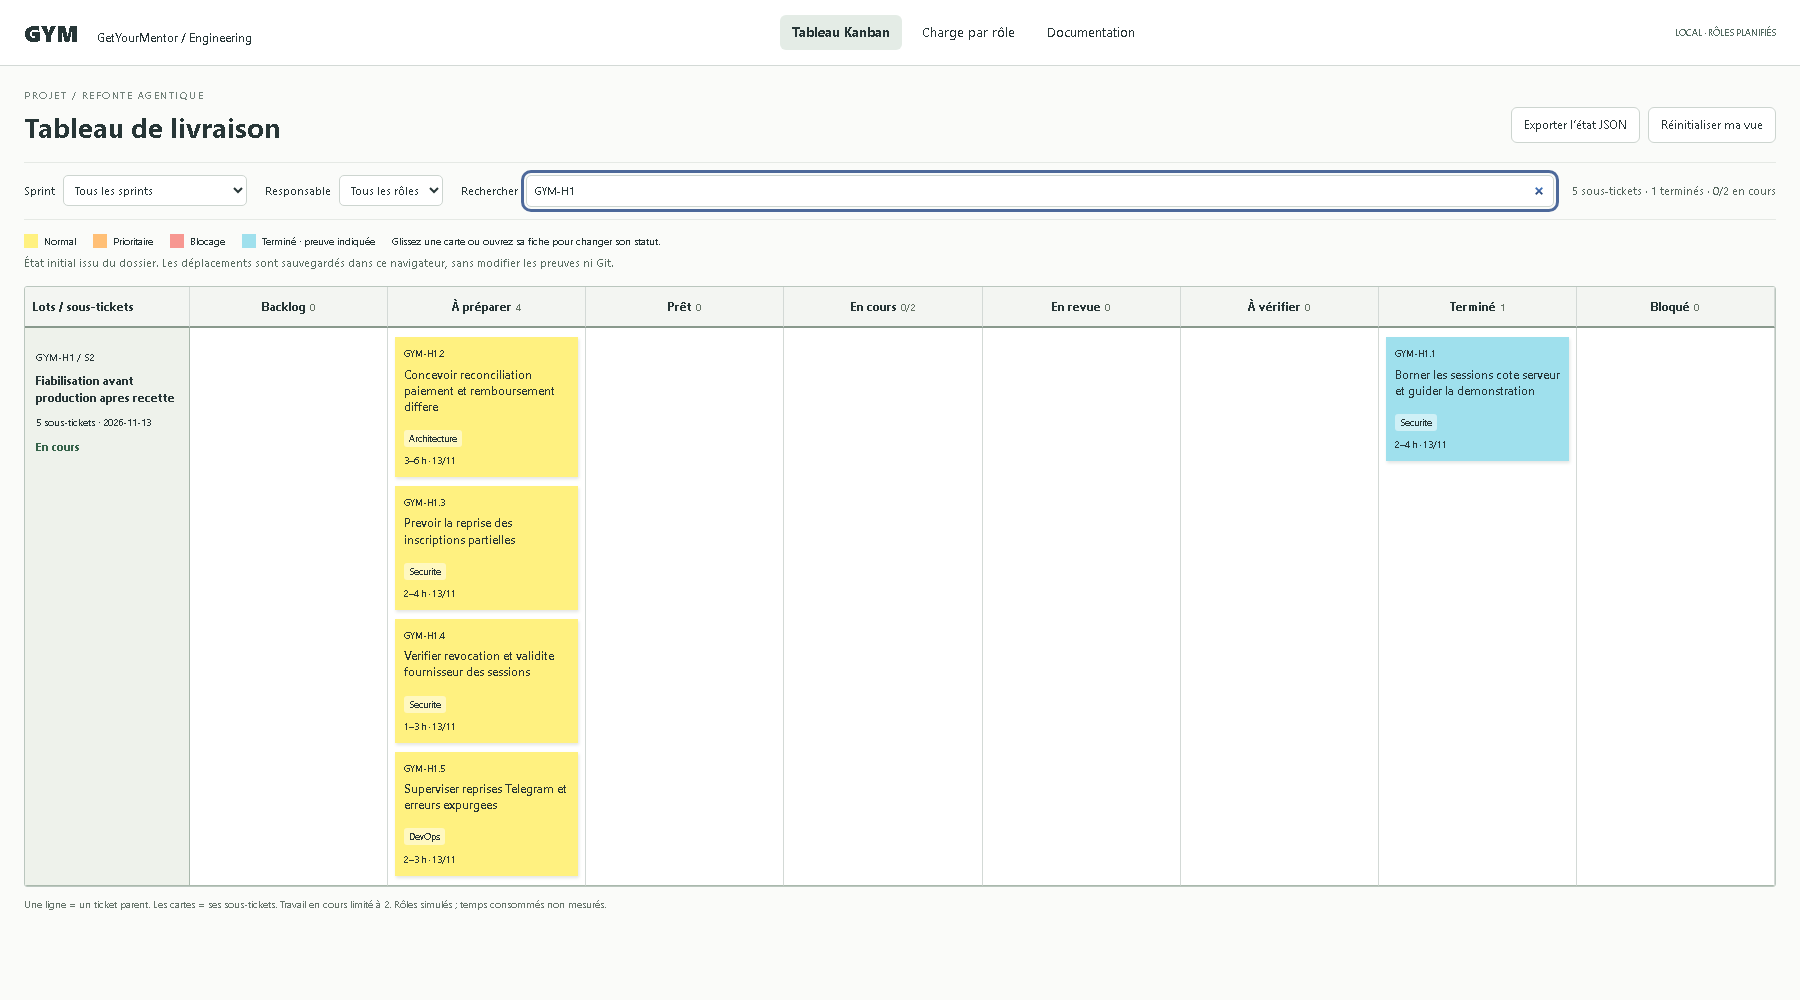 GYM
GetYourMentor / Engineering
Tableau Kanban
Charge par rôle
Documentation
LOCAL · RÔLES PLANIFIÉS
PROJET / REFONTE AGENTIQUE
Tableau de livraison
Exporter l'état JSON
Réinitialiser ma vue
Sprint
Tous les sprints
Responsable
Tous les rôles
Rechercher
GYM-H1
5 sous-tickets · 1 terminés · 0/2 en cours
Normal
Prioritaire
Blocage
Terminé · preuve indiquée
Glissez une carte ou ouvrez sa fiche pour changer son statut.
État initial issu du dossier. Les déplacements sont sauvegardés dans ce navigateur, sans modifier les preuves ni Git.
Lots / sous-tickets
Backlog 0
À préparer 4
Prêt 0
En cours 0/2
En revue 0
À vérifier 0
Terminé 1
Bloqué 0
GYM-H1 / S2
Fiabilisation avant
production apres recette
5 sous-tickets · 2026-11-13
En cours
GYM-H1.2
Concevoir reconciliation
paiement et remboursement
differe
Architecture
3–6 h · 13/11
GYM-H1.3
Prevoir la reprise des
inscriptions partielles
Securite
2–4 h · 13/11
GYM-H1.4
Verifier revocation et validite
fournisseur des sessions
Securite
1–3 h · 13/11
GYM-H1.5
Superviser reprises Telegram et
erreurs expurgees
DevOps
2–3 h · 13/11
GYM-H1.1
Borner les sessions cote serveur
et guider la demonstration
Securite
2–4 h · 13/11
Une ligne = un ticket parent. Les cartes = ses sous-tickets. Travail en cours limité à 2. Rôles simulés ; temps consommés non mesurés.